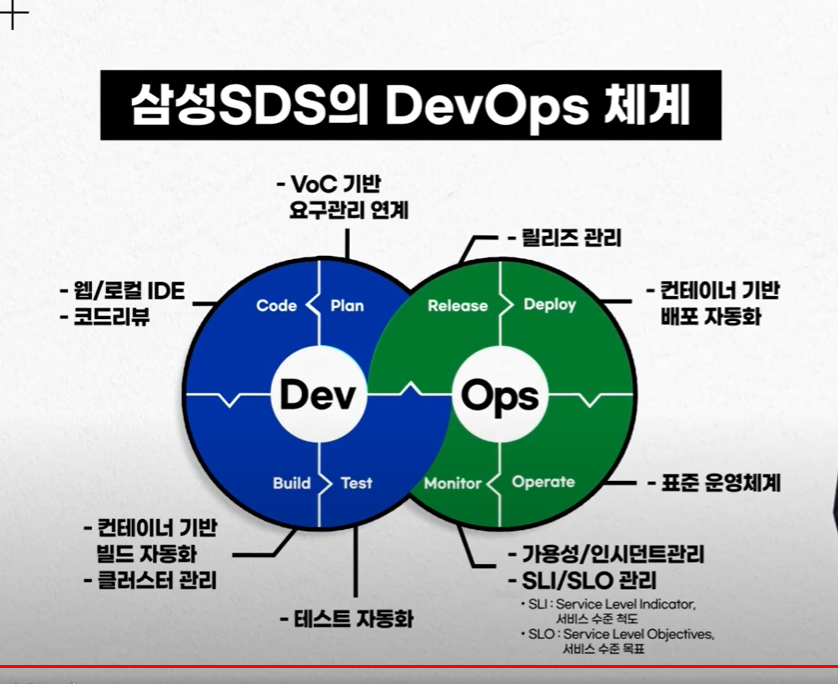 삼성SDS의 DevOps 체계
- VoC 기반
요구관리 연계
- 릴리즈 관리
- 웹/로컬 IDE
- 코드리뷰
- 컨테이너 기반
배포 자동화
Code
Plan
Release
Deploy
Dev
Ops
Build
Test
Monitor
Operate
- 표준 운영체계
- 컨테이너 기반
빌드 자동화
- 클러스터 관리
- 테스트 자동화
- 가용성/인시던트관리
- SLI/SLO 관리
• SLI : Service Level Indicator,
서비스 수준 척도
• SLO : Service Level Objectives,
서비스 수준 목표